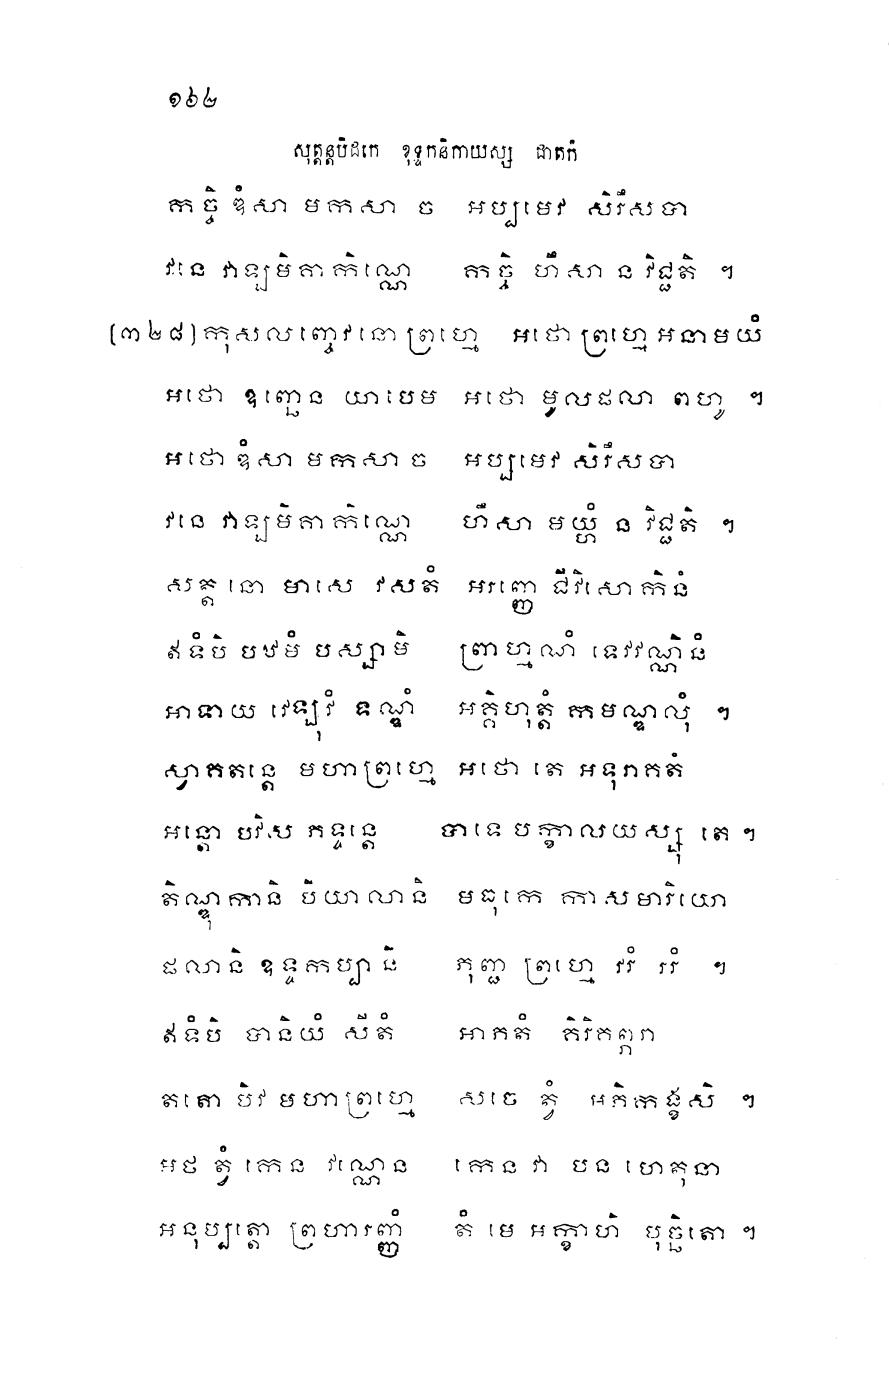 ១៦២
សុត្តន្តបិដកេ ខុទ្ទកនិកាយស្ស ជាតកំ
កច្ចិ ឌំសា មកសា ច អប្បមេវ សិរឹសបា
វនេ វាឡមិគាកិណ្ណេ កច្ចិ ហឹសា ន វិជ្ជតិ ។
[៣២៨] កុសលញ្ចេវ នោ ព្រហ្មេ អថោ ព្រហ្មេ អនាមយំ
អថោ ឧញ្ឆេន យាបេម អថោ មូលផលា ពហូ ។
អថោ ឌំសា មកសា ច អប្បមេវ សិរឹសបា
វនេ វាឡមិគាកិណ្ណេ ហឹសា មយ្ហំ ន វិជ្ជតិ ។
សត្ត នោ មាសេ វសតំ អរញ្ញេ ជីវិសោកិនំ
ឥទំបិ បឋមំ បស្សាមិ ព្រាហ្មណំ ទេវវណ្ណិនំ
អាទាយ វេឡុវំ ទណ្ឌំ អគ្គិហុត្តំ កមណ្ឌលុំ ។
ស្វាគតន្តេ មហាព្រហ្មេ អថោ តេ អទុរាគតំ
អន្តោ បវិស ភទ្ទន្តេ បាទេ បក្ខាលយស្សុ តេ ។
តិណ្ឌុកានិ បិយាលានិ មធុកេ កាសមារិយោ
ផលានិ ខុទ្ទកប្បានិ ភុញ្ជ ព្រហ្មេ វរំ វរំ ។
ឥទំបិ បានិយំ សីតំ អាភតំ គិរិគព្ភរា
តតោ បិវ មហាព្រហ្មេ សចេ ត្វំ អភិកង្ខសិ ។
អថ ត្វំ កេន វណ្ណេន កេន វា បន ហេតុនា
អនុប្បត្តោ ព្រហារញ្ញំ តំ មេ អក្ខាហិ បុច្ឆិតោ ។